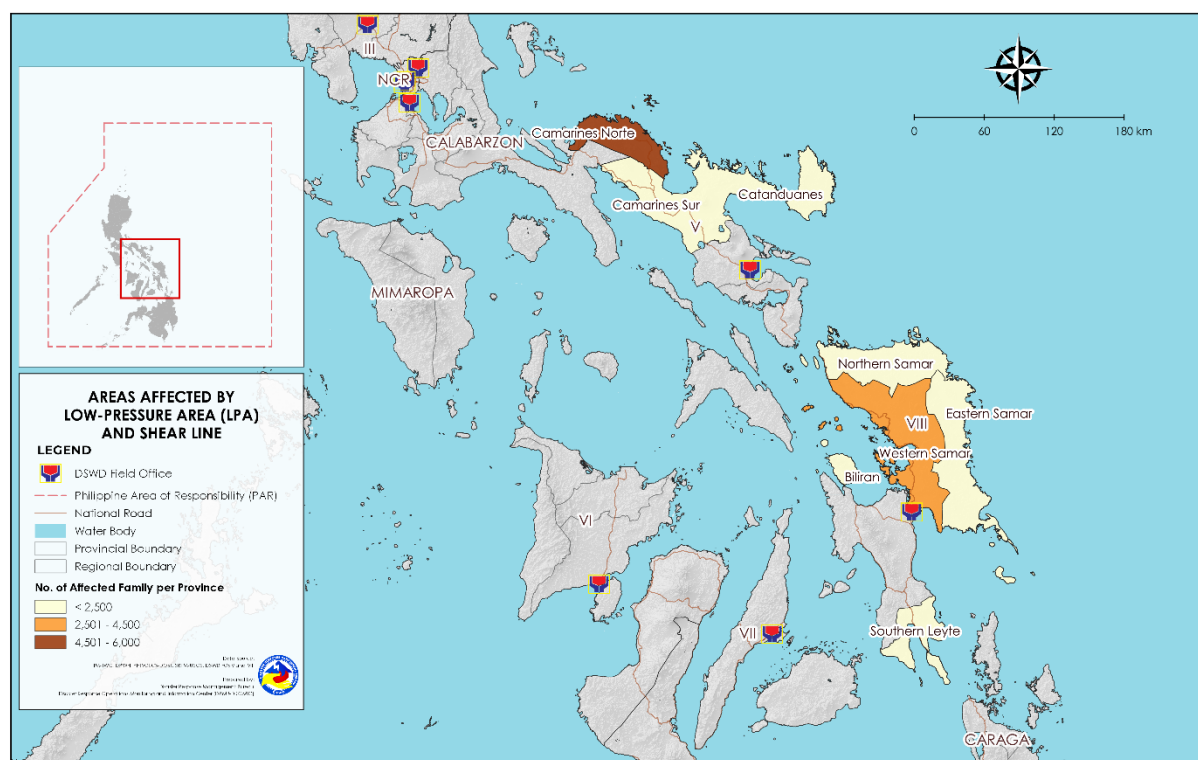 III
NCR
CALABARZON
Camarines Norte
Catanduanes
Camarines Sur
V
MIMAROPA
Northern Samar
VIII
Eastern Samar
Western Samar
Biliran
VI
VII
Southern Leyte
CARAGA
0 60 120 180 km
AREAS AFFECTED BY
LOW-PRESSURE AREA (LPA)
AND SHEAR LINE
LEGEND
DSWD Field Office
Philippine Area of Responsibility (PAR)
National Road
Water Body
Provincial Boundary
Regional Boundary
No. of Affected Family per Province
< 2,500
2,501 - 4,500
4,501 - 6,000